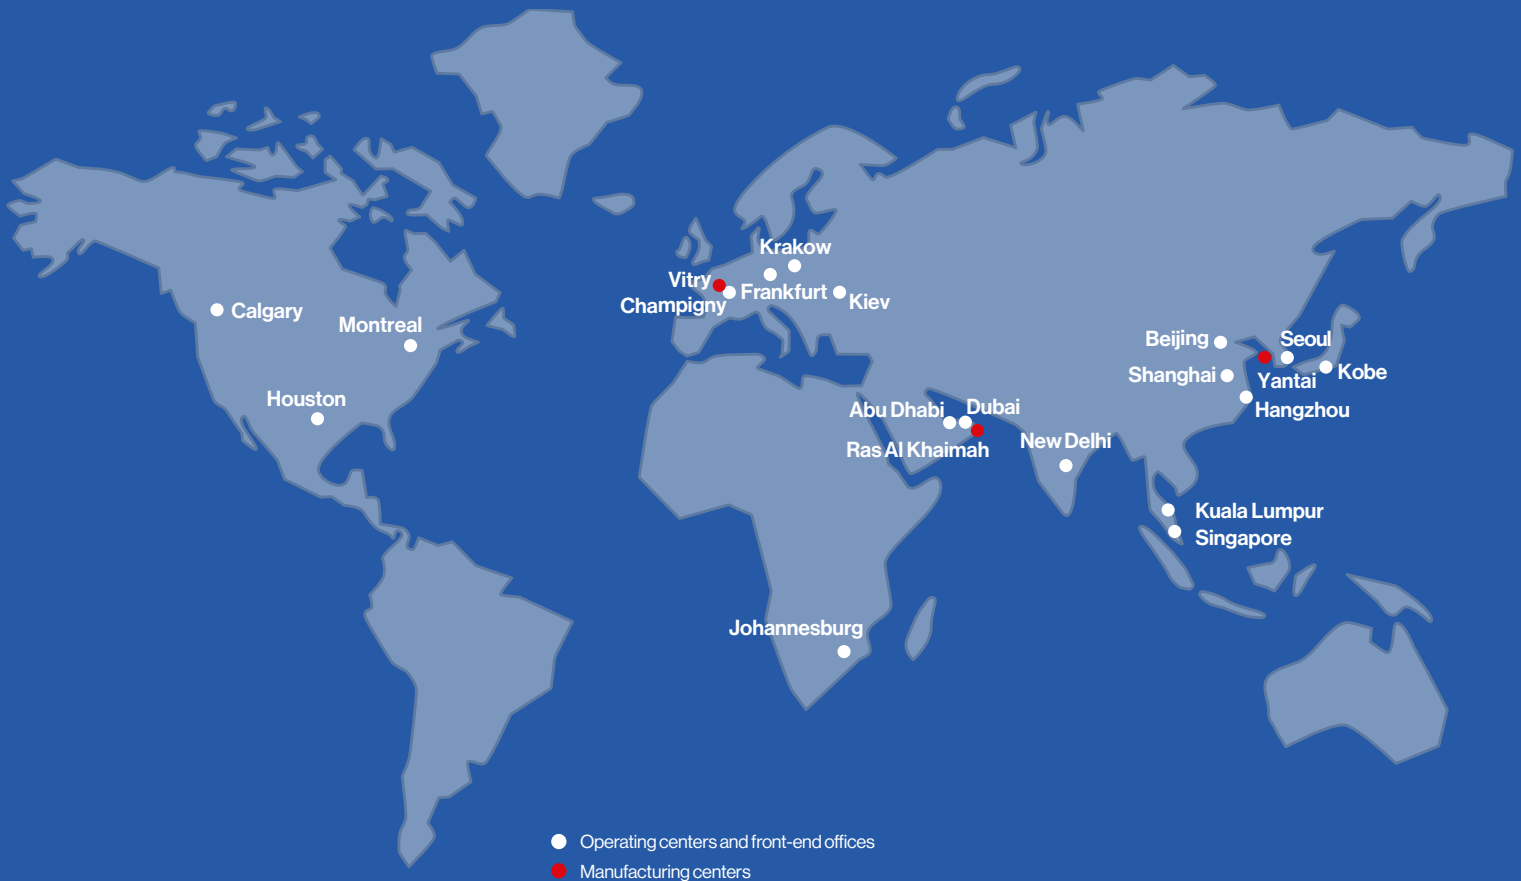 Krakow
Vitry
Frankfurt
Champigny
Kiev
Calgary
Montreal
Houston
Beijing
Seoul
Shanghai
Yantai
Kobe
Hangzhou
Abu Dhabi
Dubai
Ras Al Khaimah
New Delhi
Kuala Lumpur
Singapore
Johannesburg
Operating centers and front-end offices
Manufacturing centers